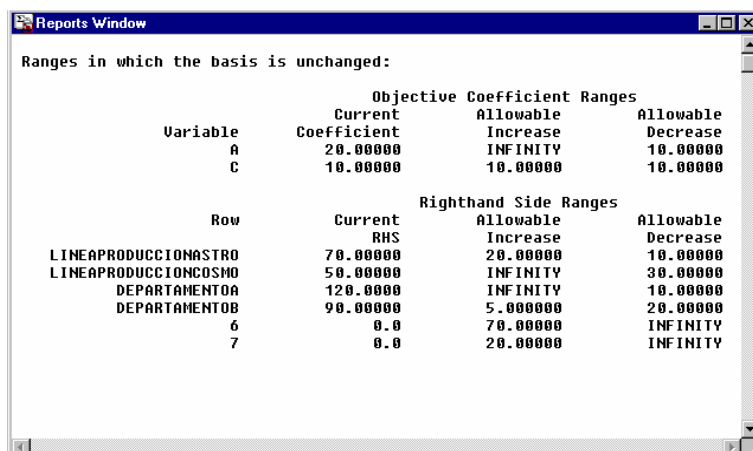 Reports Window
Ranges in which the basis is unchanged:
Objective Coefficient Ranges
Current Allowable Allowable
Variable Coefficient Increase Decrease
A 20.00000 INFINITY 10.00000
C 10.00000 10.00000 10.00000
Righthand Side Ranges
Row Current Allowable Allowable
RHS Increase Decrease
LINEAPRODUCCIONASTRO 70.00000 20.00000 10.00000
LINEAPRODUCCIONCOSMO 50.00000 INFINITY 30.00000
DEPARTAMENTOA 120.0000 INFINITY 10.00000
DEPARTAMENTOB 90.00000 5.000000 20.00000
6 0.0 70.00000 INFINITY
7 0.0 20.00000 INFINITY